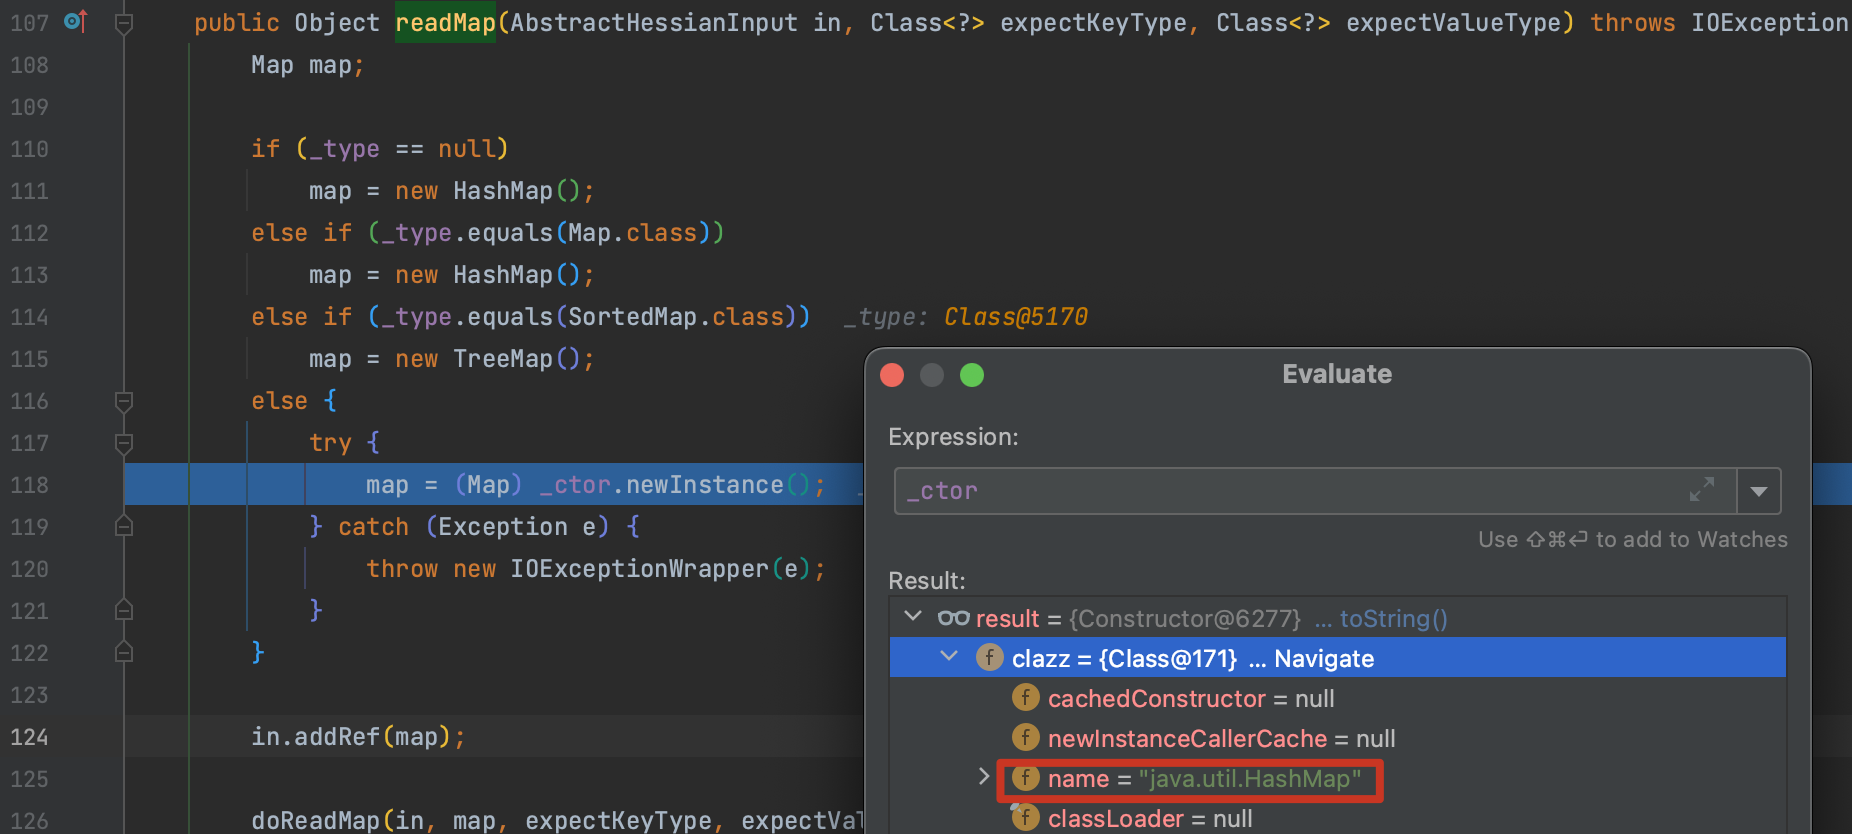 107 public Object readMap(AbstractHessianInput in, Class<?> expectKeyType, Class<?> expectValueType) throws IOException
108 Map map;
109
110 if (_type == null)
111 map = new HashMap();
112 else if (_type.equals(Map.class))
113 map = new HashMap();
114 else if (_type.equals(SortedMap.class)) _type: Class@5170
115 map = new TreeMap();
116 else {
117 try {
118 map = (Map) _ctor.newInstance();
119 } catch (Exception e) {
120 throw new IOExceptionWrapper(e);
121 }
122 }
123
124 in.addRef(map);
125
126 doReadMap(in, map, expectKeyType, expectVal
Evaluate
Expression:
_ctor
Use ⇧⌘⏎ to add to Watches
Result:
result = {Constructor@6277} ... toString()
f clazz = {Class@171} ... Navigate
f cachedConstructor = null
f newInstanceCallerCache = null
f name = "java.util.HashMap"
f classLoader = null